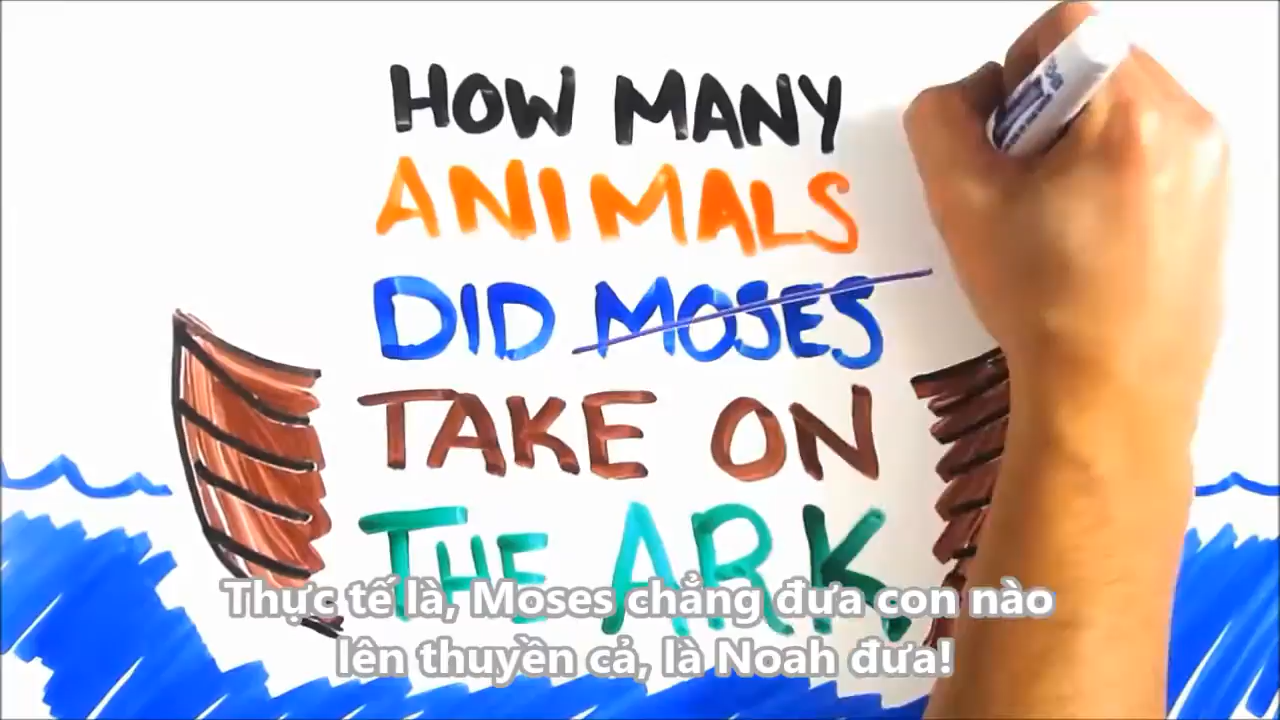 HOW MANY
ANIMALS
DID MOSES
TAKE ON
THE ARK
Thực tế là, Moses chẳng đưa con nào
lên thuyền cả, là Noah đưa!